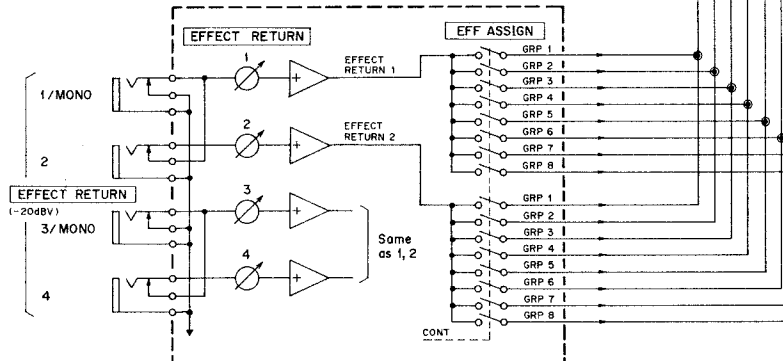 EFFECT RETURN
EFF ASSIGN
1
EFFECT
RETURN 1
1/MONO
2
EFFECT
RETURN 2
2
EFFECT RETURN
(-20dBV)
3/MONO
3
4
4
Same
as 1, 2
GRP 1
GRP 2
GRP 3
GRP 4
GRP 5
GRP 6
GRP 7
GRP 8
GRP 1
GRP 2
GRP 3
GRP 4
GRP 5
GRP 6
GRP 7
GRP 8
CONT